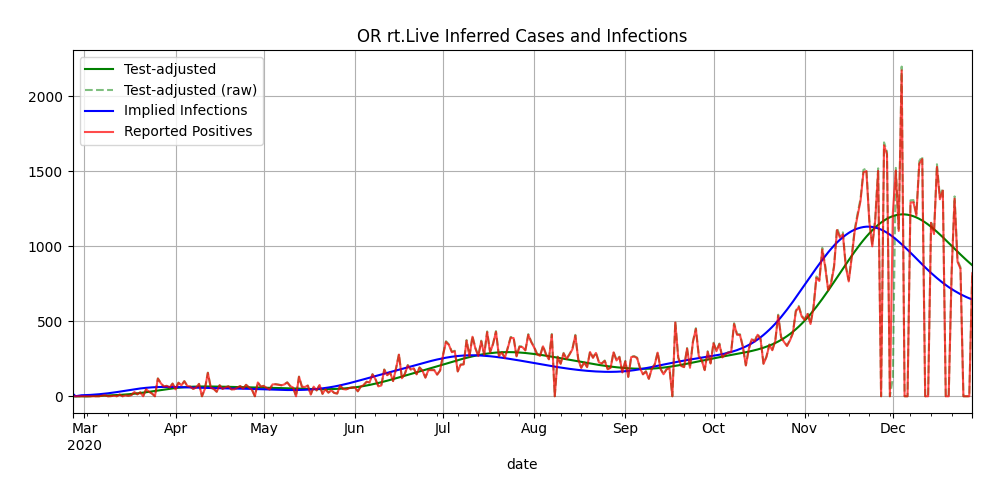 OR rt.Live Inferred Cases and Infections
Test-adjusted
Test-adjusted (raw)
Implied Infections
Reported Positives
2000
1500
1000
500
0
Mar Apr May Jun Jul Aug Sep Oct Nov Dec
2020
date